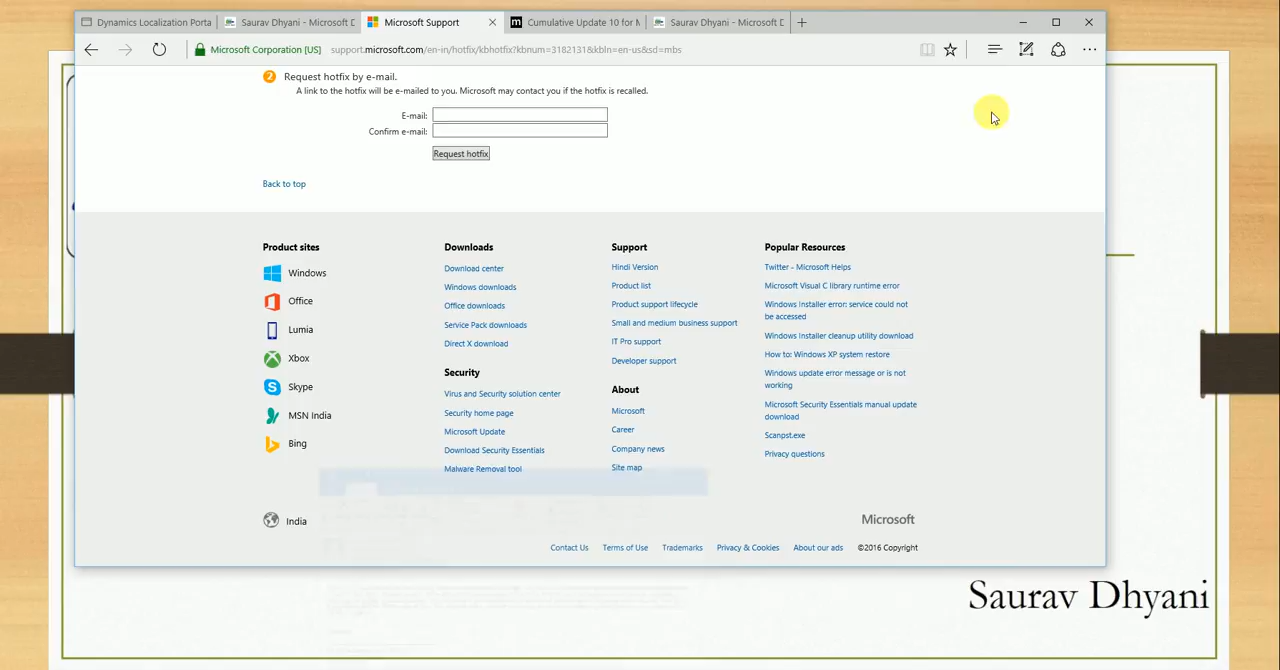 Dynamics Localization Porta
Saurav Dhyani - Microsoft D
Microsoft Support
Cumulative Update 10 for M
Saurav Dhyani - Microsoft D
Microsoft Corporation [US]
support.microsoft.com/en-in/hotfix/kbhotfix?kbnum=3182131&kbln=en-us&sd=mbs
2 Request hotfix by e-mail.
A link to the hotfix will be e-mailed to you. Microsoft may contact you if the hotfix is recalled.
E-mail:
Confirm e-mail:
Request hotfix
Back to top
Product sites
Windows
Office
Lumia
Xbox
Skype
MSN India
Bing
Downloads
Download center
Windows downloads
Office downloads
Service Pack downloads
Direct X download
Security
Virus and Security solution center
Security home page
Microsoft Update
Download Security Essentials
Malware Removal tool
Support
Hindi Version
Product list
Product support lifecycle
Small and medium business support
IT Pro support
Developer support
About
Microsoft
Career
Company news
Site map
Popular Resources
Twitter - Microsoft Helps
Microsoft Visual C library runtime error
Windows Installer error: service could not
be accessed
Windows Installer cleanup utility download
How to: Windows XP system restore
Windows update error message or is not
working
Microsoft Security Essentials manual update
download
Scanpst.exe
Privacy questions
India
Microsoft
Contact Us
Terms of Use
Trademarks
Privacy & Cookies
About our ads
©2016 Copyright
Saurav Dhyani